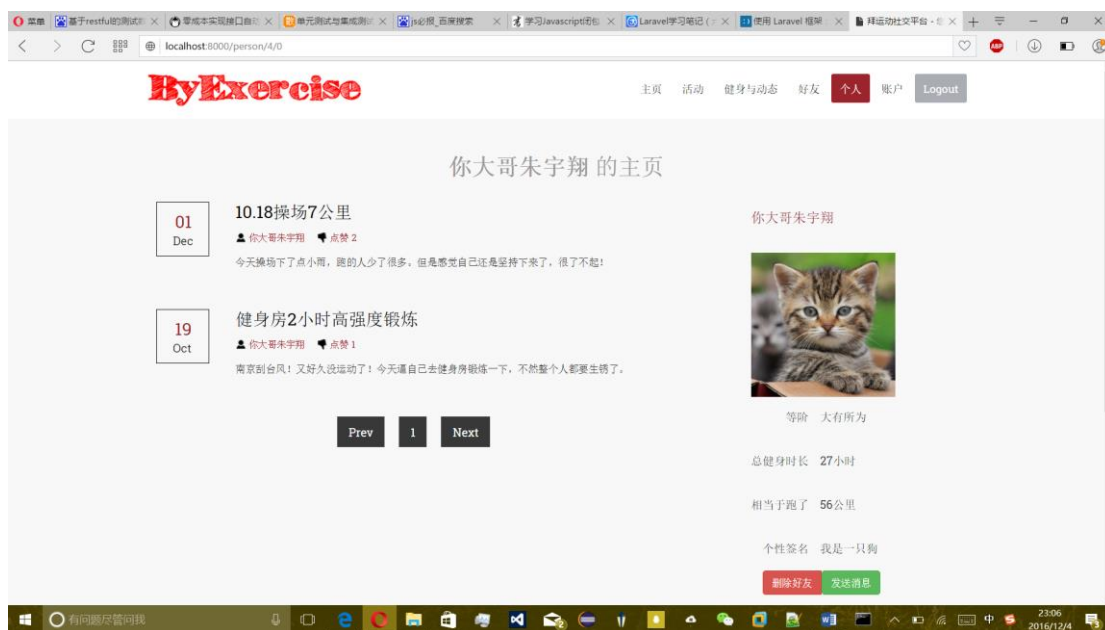 菜单 基于restful的测试 零成本实现接口自 单元测试与集成测 js必报_百度搜索 学习Javascript闭包 Laravel学习笔记 使用 Laravel 框架 拜运动社交平台 -
localhost:8000/person/4/0
ByExercise
主页 活动 健身与动态 好友 个人 账户 Logout
你大哥朱宇翔 的主页
01
Dec
10.18操场7公里
你大哥朱宇翔 点赞 2
今天操场下了点小雨，跑的人少了很多，但是感觉自己还是坚持下来了，很了不起！
19
Oct
健身房2小时高强度锻炼
你大哥朱宇翔 点赞 1
南京刮台风！又好久没运动了！今天逼自己去健身房锻炼一下，不然整个人都要生锈了。
Prev 1 Next
你大哥朱宇翔
等阶 大有所为
总健身时长 27小时
相当于跑了 56公里
个性签名 我是一只狗
删除好友 发送消息
有问题尽管问我
中
23:06
2016/12/4